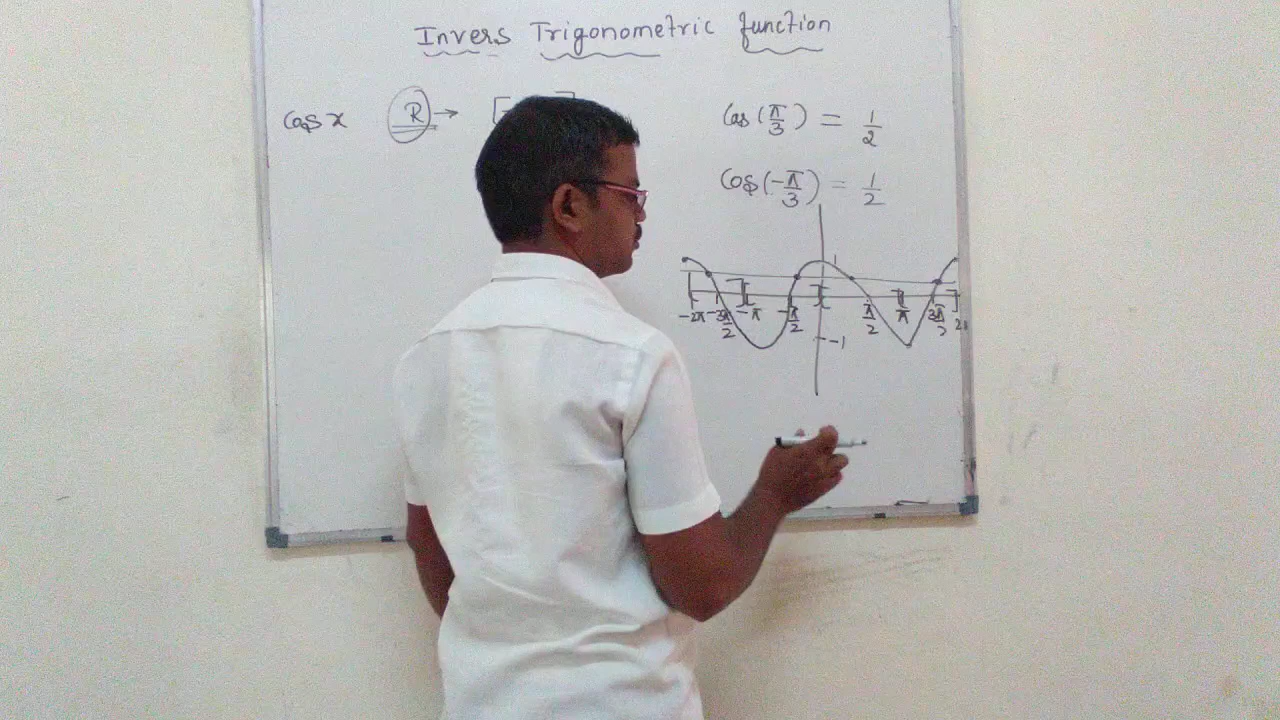 Invers Trigonometric function
Cos x R → [
Cos(π/3) = 1/2
Cos(-π/3) = 1/2
1
-2π -3π/2 -π -π/2 π/2 π 3π/2
-1